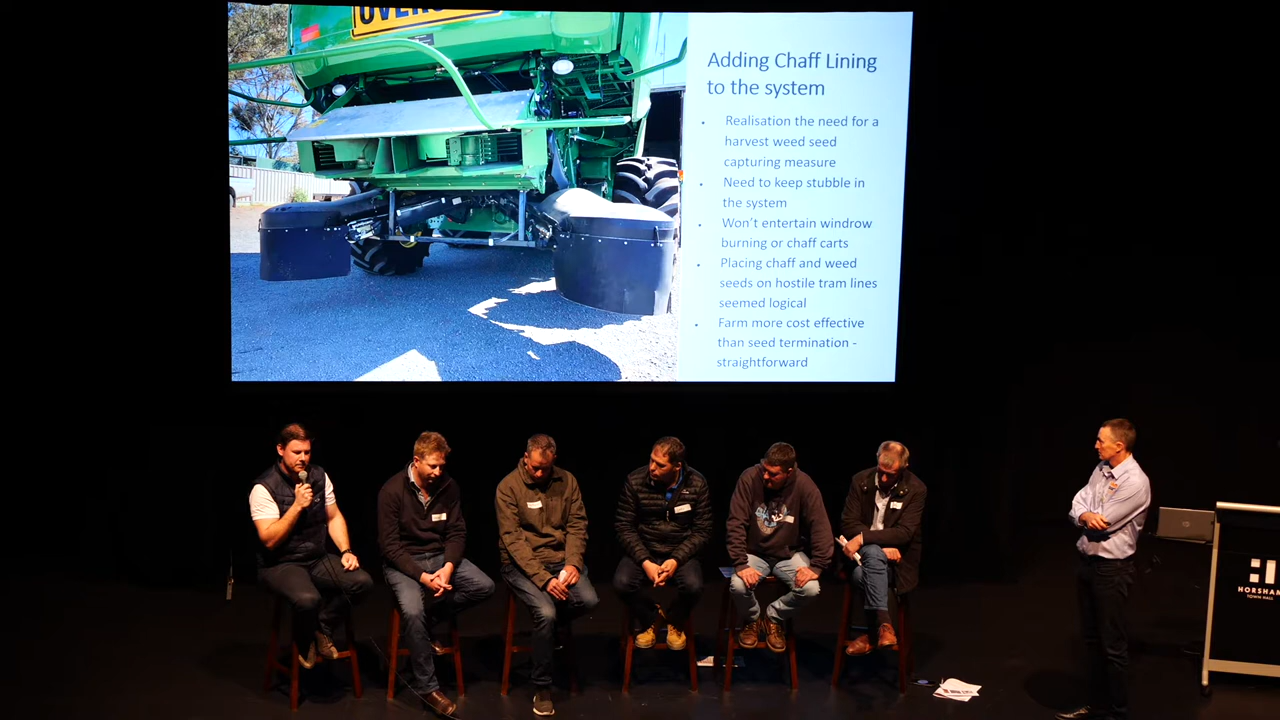 Adding Chaff Lining
to the system
• Realisation the need for a
harvest weed seed
capturing measure
• Need to keep stubble in
the system
• Won't entertain windrow
burning or chaff carts
• Placing chaff and weed
seeds on hostile tram lines
seemed logical
• Farm more cost effective
than seed termination -
straightforward
HORSHAM
TOWN HALL